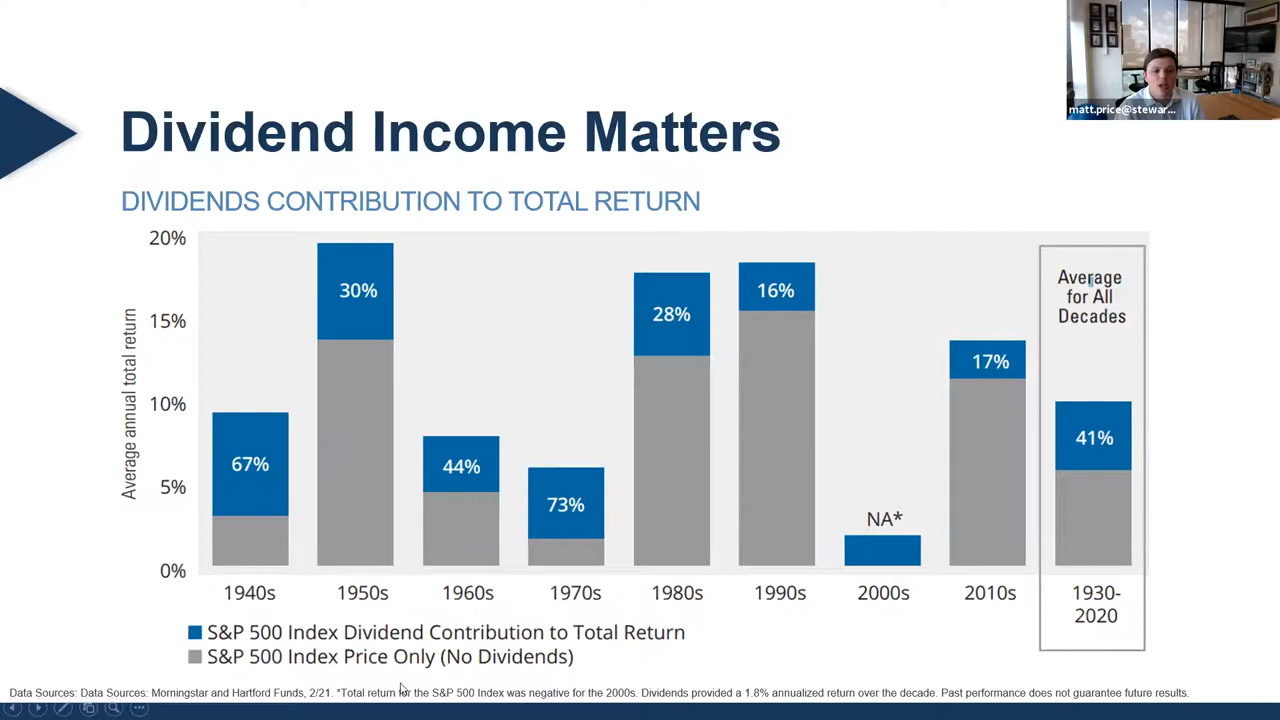 matt.price@stewar...
Dividend Income Matters
DIVIDENDS CONTRIBUTION TO TOTAL RETURN
Average annual total return
20%
15%
10%
5%
0%
67%
30%
44%
73%
28%
16%
NA*
17%
41%
Average
for All
Decades
1940s 1950s 1960s 1970s 1980s 1990s 2000s 2010s 1930-
2020
S&P 500 Index Dividend Contribution to Total Return
S&P 500 Index Price Only (No Dividends)
Data Sources: Data Sources: Morningstar and Hartford Funds, 2/21. *Total return for the S&P 500 Index was negative for the 2000s. Dividends provided a 1.8% annualized return over the decade. Past performance does not guarantee future results.